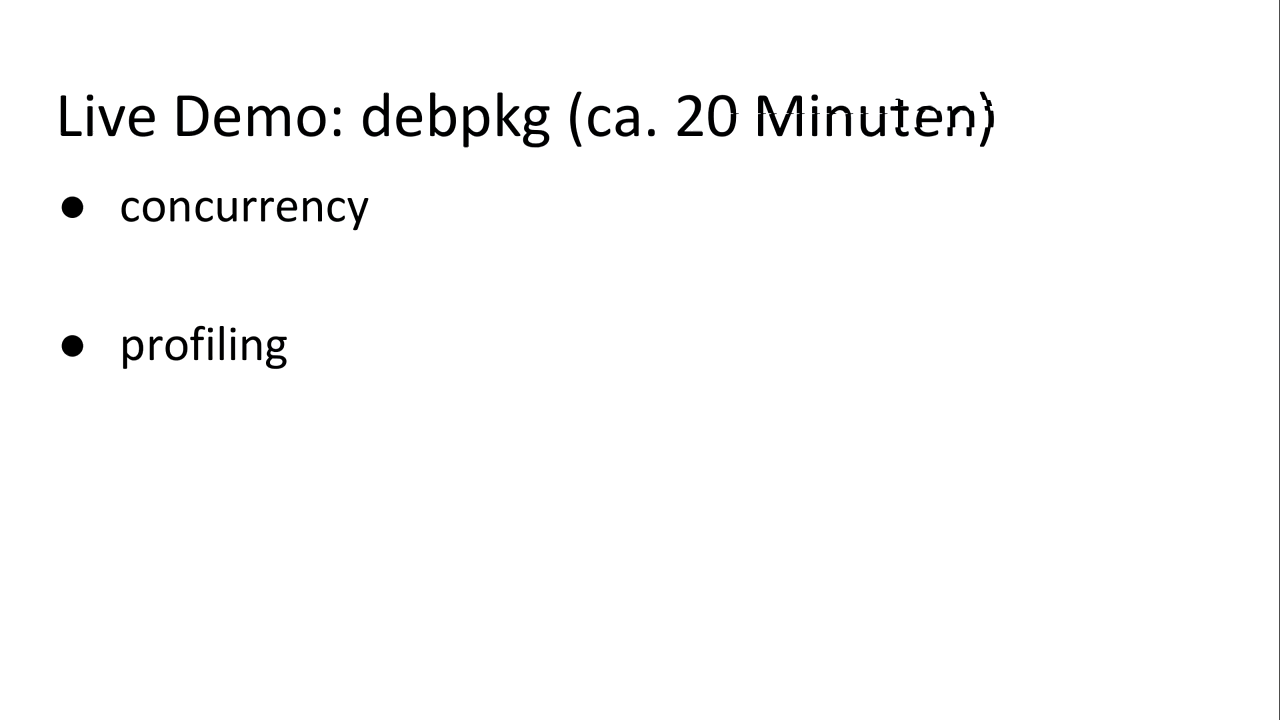 Live Demo: debpkg (ca. 20 Minuten)
● concurrency
● profiling